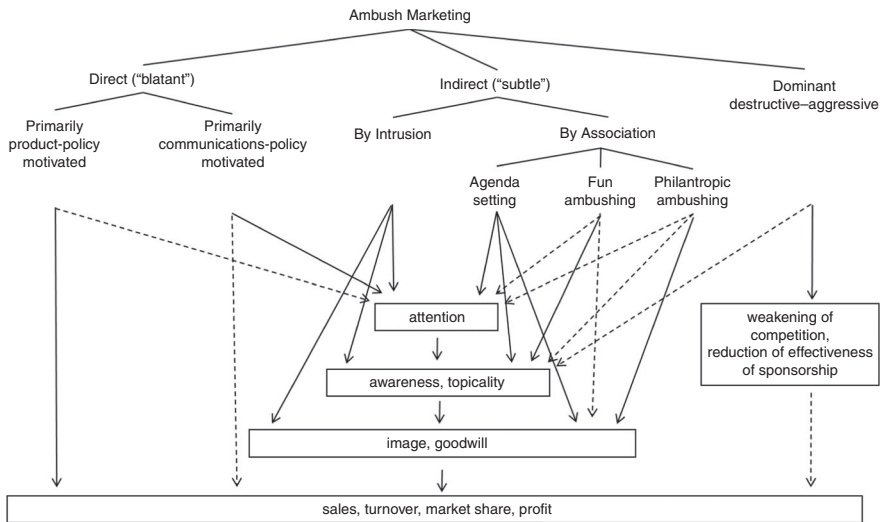 Ambush Marketing
Direct (“blatant”)
Indirect (“subtle”)
Dominant
destructive–aggressive
Primarily
product-policy
motivated
Primarily
communications-policy
motivated
By Intrusion
By Association
Agenda
setting
Fun
ambushing
Philantropic
ambushing
attention
weakening of
competition,
reduction of effectiveness
of sponsorship
awareness, topicality
image, goodwill
sales, turnover, market share, profit